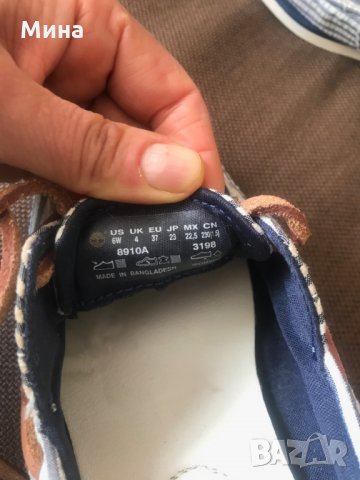 Мина
US UK EU JP MX CN
6W 4 37 23 22,5 230(1.5)
8910A 3198
MADE IN BANGLADESH
BAZAR